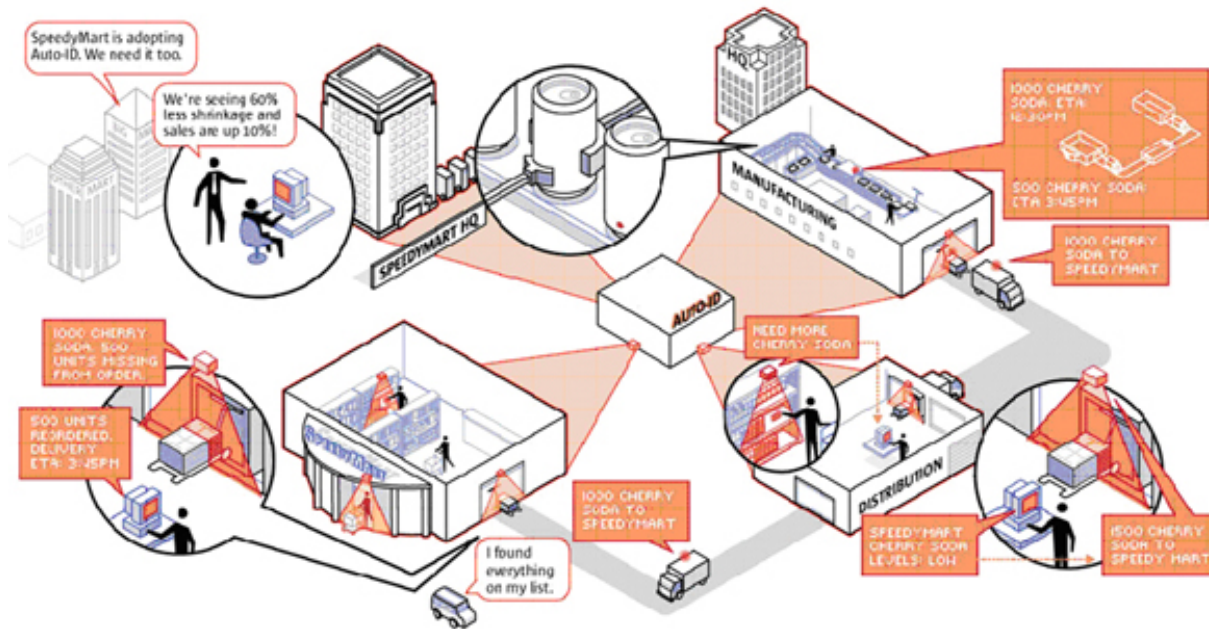 SpeedyMart is adopting
Auto-ID. We need it too.
We're seeing 60%
less shrinkage and
sales are up 10%!
SPEEDYMART HQ
HQ
MANUFACTURING
1000 CHERRY
SODA: ETA:
12:30PM
500 CHERRY SODA:
ETA 3:45PM
1000 CHERRY
SODA TO
SPEEDYMART
AUTO-ID
NEED MORE
CHERRY SODA
1000 CHERRY
SODA. 500
UNITS MISSING
FROM ORDER.
500 UNITS
REORDERED.
DELIVERY
ETA: 3:45PM
SPEEDYMART
1000 CHERRY
SODA TO
SPEEDYMART
DISTRIBUTION
SPEEDYMART
CHERRY SODA
LEVELS: LOW
1500 CHERRY
SODA TO
SPEEDY MART
I found
everything
on my list.